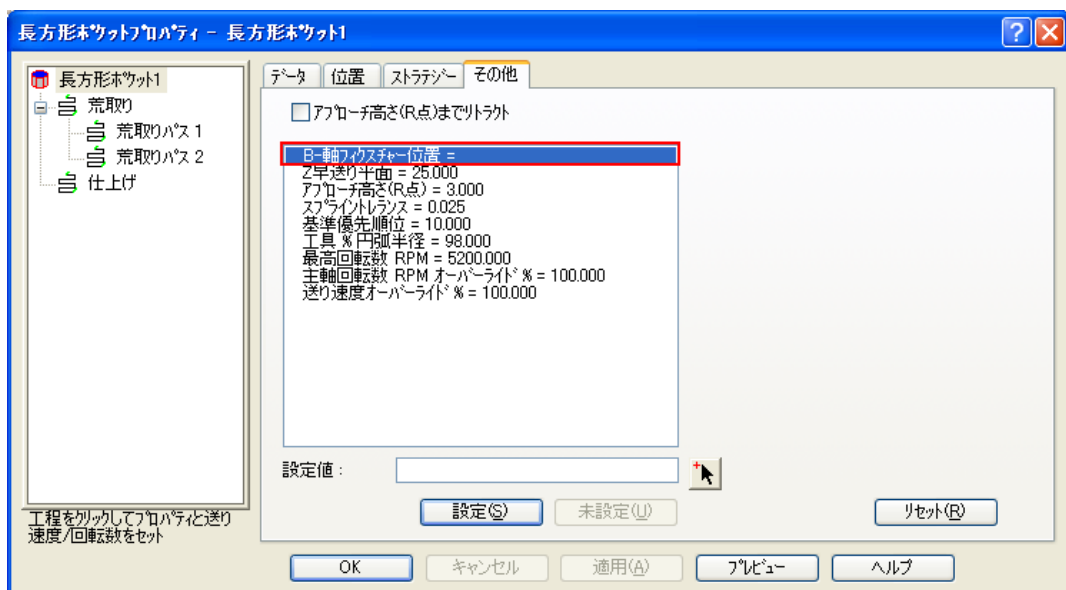 長方形ﾎﾟｹｯﾄﾌﾟﾛﾊﾟﾃｨ - 長方形ﾎﾟｹｯﾄ1
長方形ﾎﾟｹｯﾄ1
荒取り
荒取りﾊﾟｽ 1
荒取りﾊﾟｽ 2
仕上げ
工程をｸﾘｯｸしてﾌﾟﾛﾊﾟﾃｨと送り
速度/回転数をｾｯﾄ
ﾃﾞｰﾀ
位置
ｽﾄﾗﾃｼﾞｰ
その他
ｱﾌﾟﾛｰﾁ高さ(R点)までﾘﾄﾗｸﾄ
B-軸ﾌｨｸｽﾁｬｰ位置 =
Z早送り平面 = 25.000
ｱﾌﾟﾛｰﾁ高さ(R点) = 3.000
ｽﾌﾟﾗｲﾝﾄﾚﾗﾝｽ = 0.025
基準優先順位 = 10.000
工具 % 円弧半径 = 98.000
最高回転数 RPM = 5200.000
主軸回転数 RPM ｵｰﾊﾞｰﾗｲﾄﾞ % = 100.000
送り速度ｵｰﾊﾞｰﾗｲﾄﾞ % = 100.000
設定値 :
設定(S)
未設定(U)
ﾘｾｯﾄ(R)
OK
ｷｬﾝｾﾙ
適用(A)
ﾌﾟﾚﾋﾞｭｰ
ﾍﾙﾌﾟ